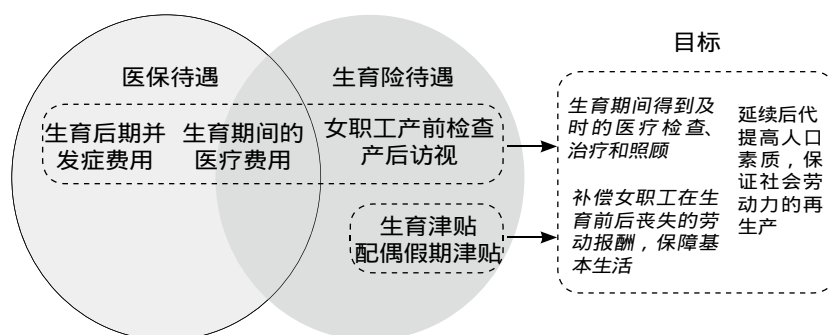 目标
医保待遇
生育险待遇
生育后期并
发症费用
生育期间的
医疗费用
女职工产前检查
产后访视
生育津贴
配偶假期津贴
生育期间得到及
时的医疗检查、
治疗和照顾
补偿女职工在生
育前后丧失的劳
动报酬，保障基
本生活
延续后代
提高人口
素质，保
证社会劳
动力的再
生产